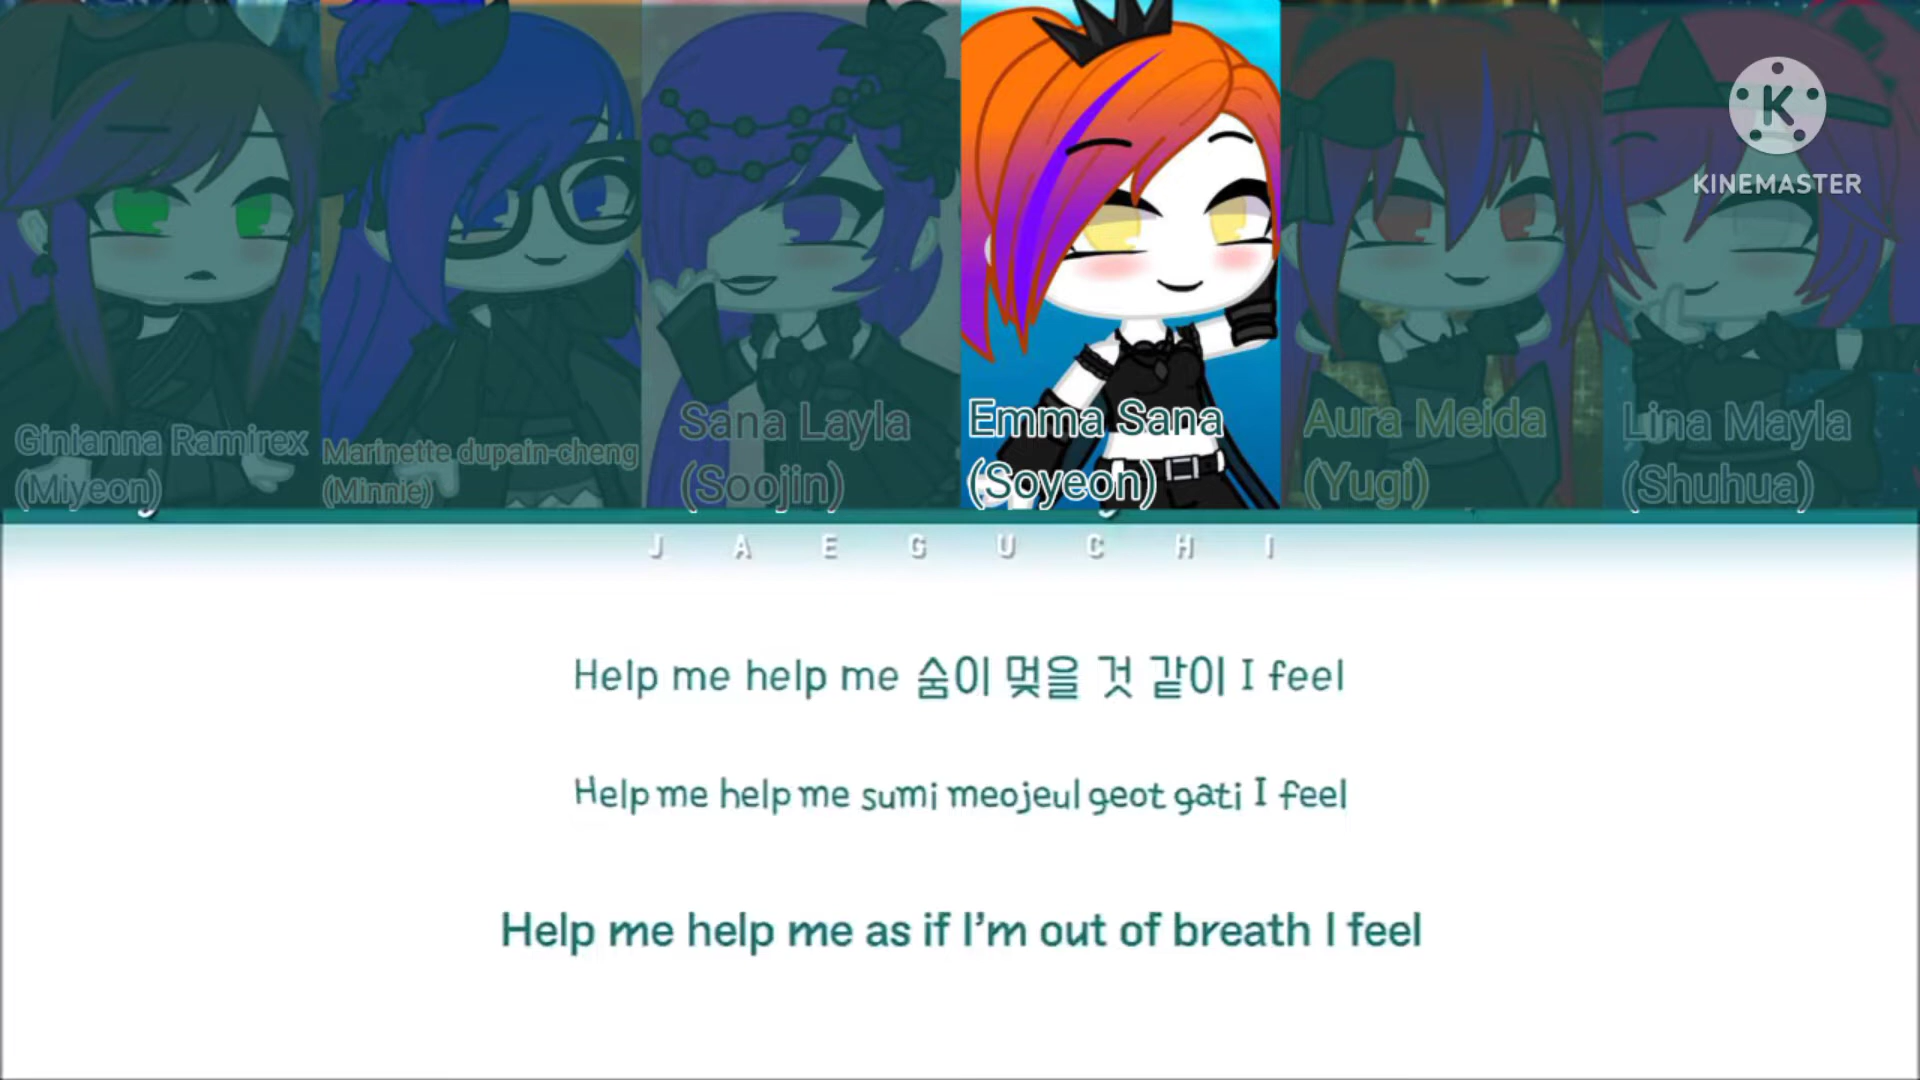 KINEMASTER
Ginianna Ramirex
(Miyeon)
Marinette dupain-cheng
(Minnie)
Sana Layla
(Soojin)
Emma Sana
(Soyeon)
Aura Meida
(Yugi)
Lina Mayla
(Shuhua)
J A E G U C H I
Help me help me 숨이 멎을 것 같이 I feel
Help me help me sumi meojeul geot gati I feel
Help me help me as if I'm out of breath I feel